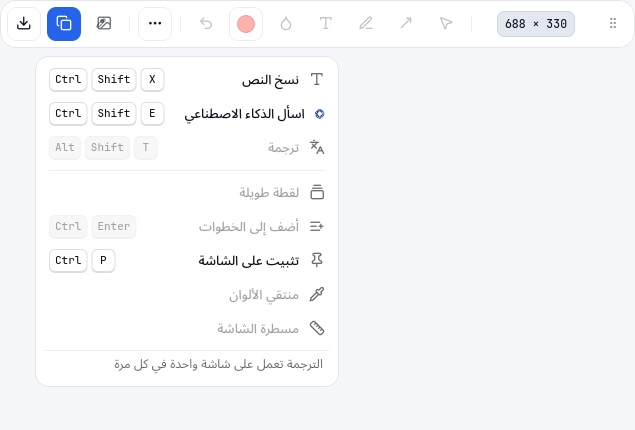 688 × 330
نسخ النص Ctrl Shift X
اسأل الذكاء الاصطناعي Ctrl Shift E
ترجمة Alt Shift T
لقطة طويلة
أضف إلى الخطوات Ctrl Enter
تثبيت على الشاشة Ctrl P
منتقي الألوان
مسطرة الشاشة
الترجمة تعمل على شاشة واحدة في كل مرة